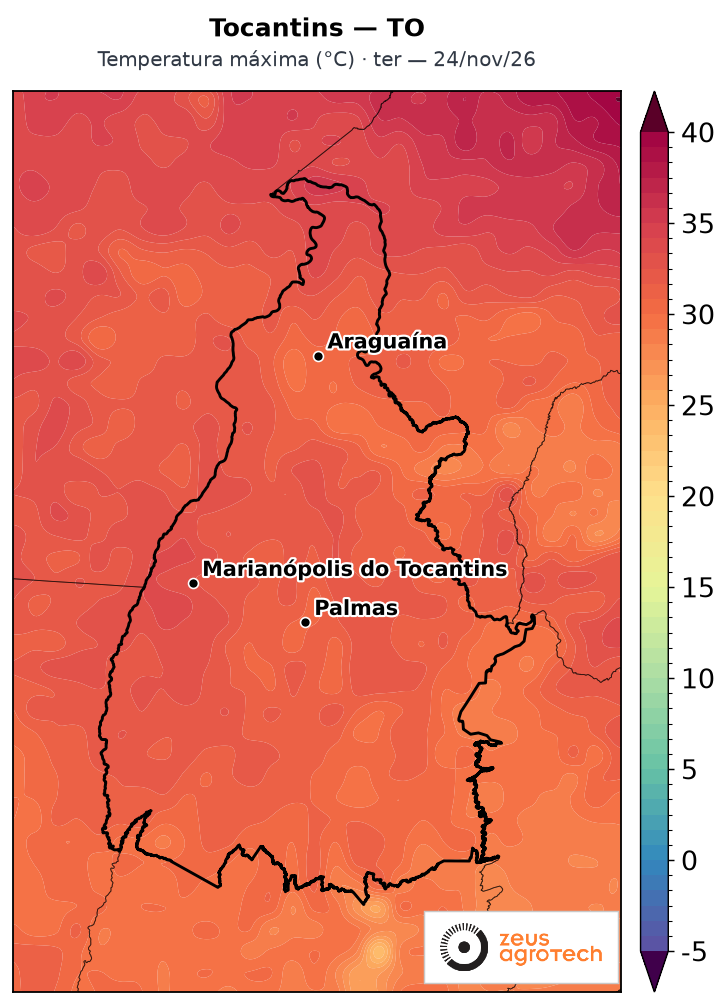 Tocantins — TO
Temperatura máxima (°C) · ter — 24/nov/26
40
35
30
25
20
15
10
5
0
-5
Araguaína
Marianópolis do Tocantins
Palmas
zeus
agrotech